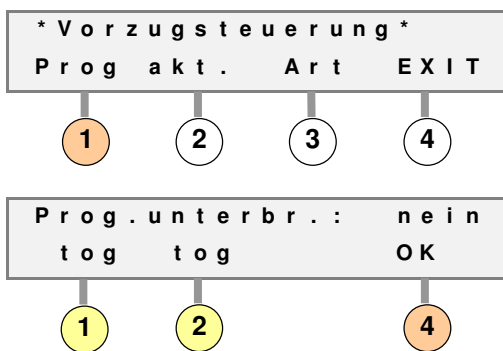 *Vorzugsteuerung*
Prog akt. Art EXIT
1 2 3 4
Prog.unterbr.: nein
tog tog OK
1 2 4